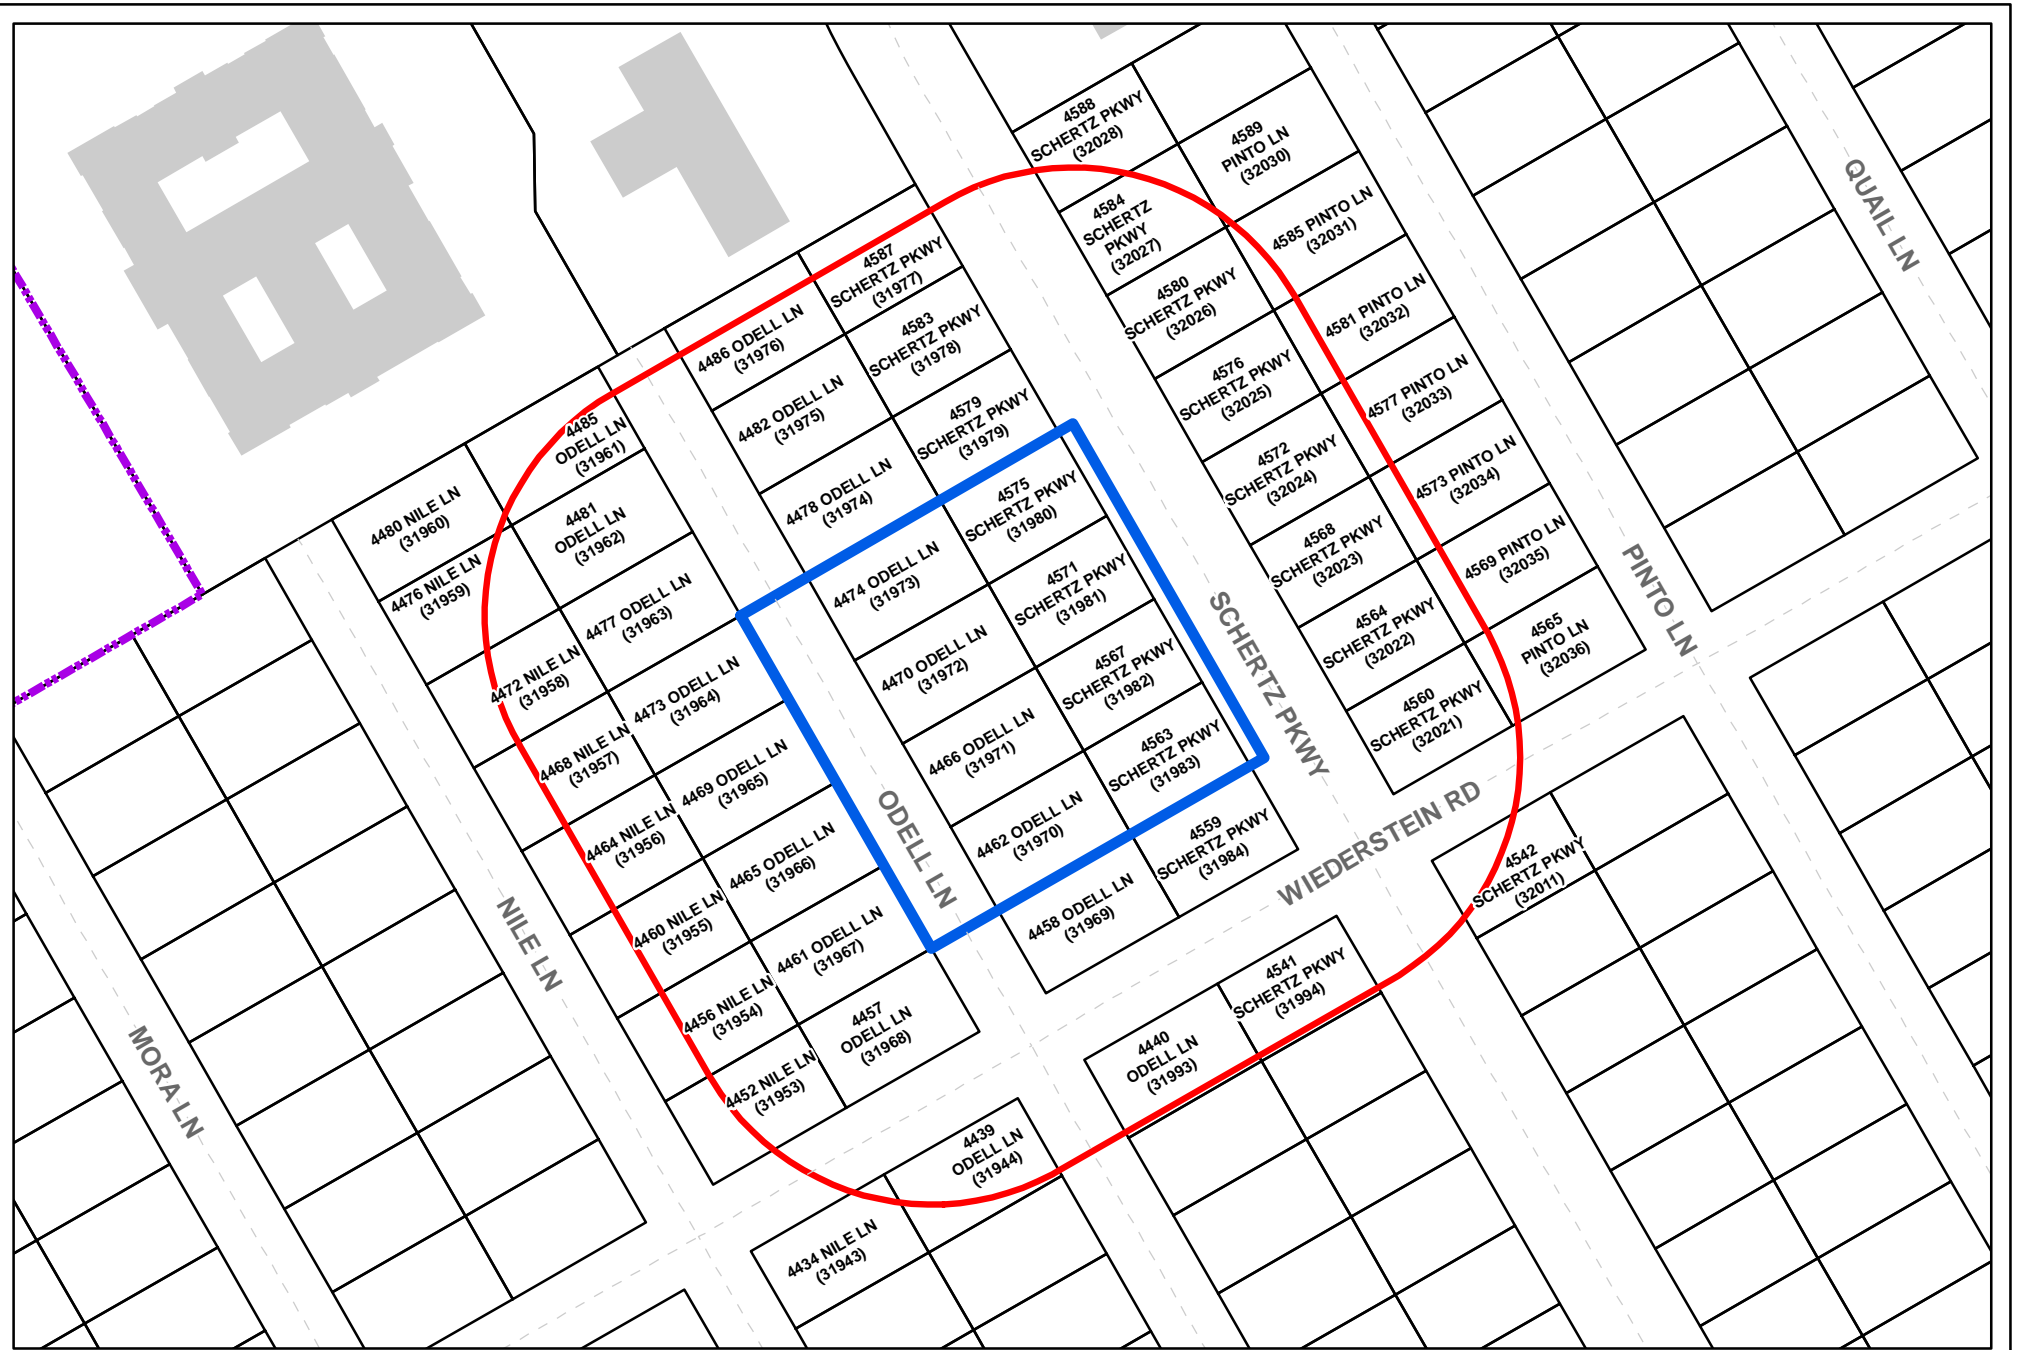 4588
SCHERTZ PKWY
(32028)
4589
PINTO LN
(32030)
4584
SCHERTZ
PKWY
(32027)
4585 PINTO LN
(32031)
QUAIL LN
4587
SCHERTZ PKWY
(31977)
4580
SCHERTZ PKWY
(32026)
4581 PINTO LN
(32032)
4486 ODELL LN
(31976)
4583
SCHERTZ PKWY
(31978)
4576
SCHERTZ PKWY
(32025)
4577 PINTO LN
(32033)
4485
ODELL LN
(31961)
4482 ODELL LN
(31975)
4579
SCHERTZ PKWY
(31979)
4572
SCHERTZ PKWY
(32024)
4573 PINTO LN
(32034)
4480 NILE LN
(31960)
4481
ODELL LN
(31962)
4478 ODELL LN
(31974)
4575
SCHERTZ PKWY
(31980)
4568
SCHERTZ PKWY
(32023)
4569 PINTO LN
(32035)
4476 NILE LN
(31959)
4477 ODELL LN
(31963)
4474 ODELL LN
(31973)
4571
SCHERTZ PKWY
(31981)
4564
SCHERTZ PKWY
(32022)
4565
PINTO LN
(32036)
PINTO LN
4472 NILE LN
(31958)
4473 ODELL LN
(31964)
4470 ODELL LN
(31972)
4567
SCHERTZ PKWY
(31982)
SCHERTZ PKWY
4560
SCHERTZ PKWY
(32021)
4468 NILE LN
(31957)
4469 ODELL LN
(31965)
4466 ODELL LN
(31971)
4563
SCHERTZ PKWY
(31983)
4464 NILE LN
(31956)
4465 ODELL LN
(31966)
ODELL LN
4462 ODELL LN
(31970)
4559
SCHERTZ PKWY
(31984)
WIEDERSTEIN RD
4542
SCHERTZ PKWY
(32011)
NILE LN
4460 NILE LN
(31955)
4461 ODELL LN
(31967)
4458 ODELL LN
(31969)
4456 NILE LN
(31954)
4457
ODELL LN
(31968)
4541
SCHERTZ PKWY
(31994)
MORA LN
4452 NILE LN
(31953)
4440
ODELL LN
(31993)
4439
ODELL LN
(31944)
4434 NILE LN
(31943)